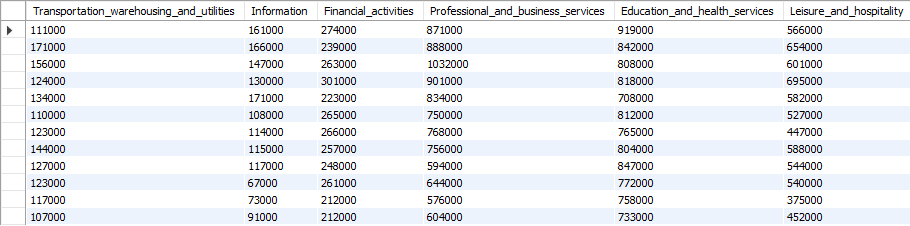 Transportation_warehousing_and_utilities Information Financial_activities Professional_and_business_services Education_and_health_services Leisure_and_hospitality
111000 161000 274000 871000 919000 566000
171000 166000 239000 888000 842000 654000
156000 147000 263000 1032000 808000 601000
124000 130000 301000 901000 818000 695000
134000 171000 223000 834000 708000 582000
110000 108000 265000 750000 812000 527000
123000 114000 266000 768000 765000 447000
144000 115000 257000 756000 804000 588000
127000 117000 248000 594000 847000 544000
123000 67000 261000 644000 772000 540000
117000 73000 212000 576000 758000 375000
107000 91000 212000 604000 733000 452000